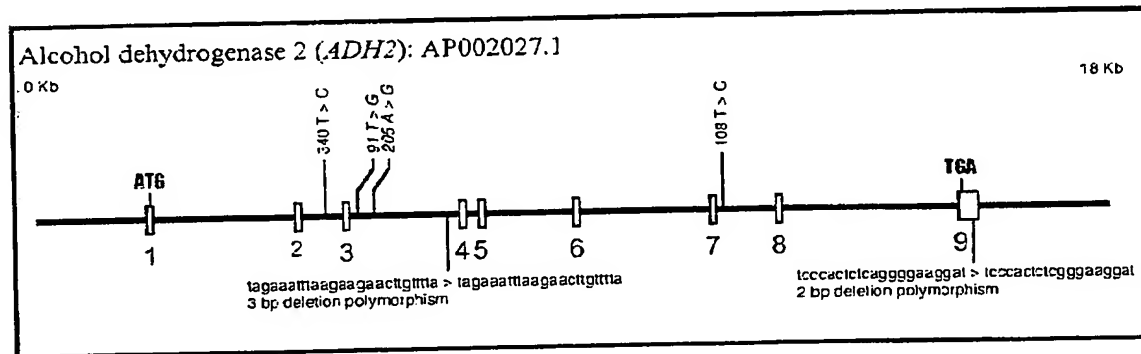 Alcohol dehydrogenase 2 (ADH2): AP002027.1
0 Kb
18 Kb
340 T > C
91 T > G
205 A > G
108 T > C
ATG
TGA
1
2
3
4 5
6
7
8
9
tagaaatttaagaagaacttgtttta > tagaaatttaagaacttgtttta
3 bp deletion polymorphism
tcccactctcaggggaaggat > tcccactctcgggaaggat
2 bp deletion polymorphism